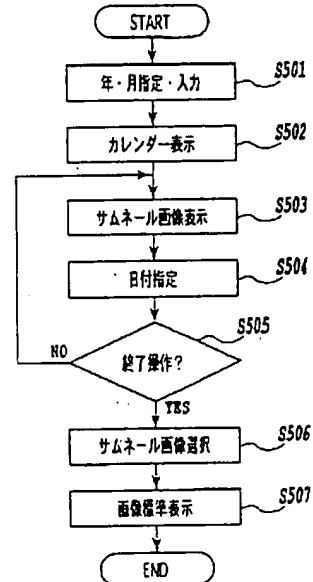 START
年・月指定・入力
S501
カレンダー表示
S502
サムネール画像表示
S503
日付指定
S504
終了操作?
S505
NO
YES
サムネール画像選択
S506
画像標準表示
S507
END